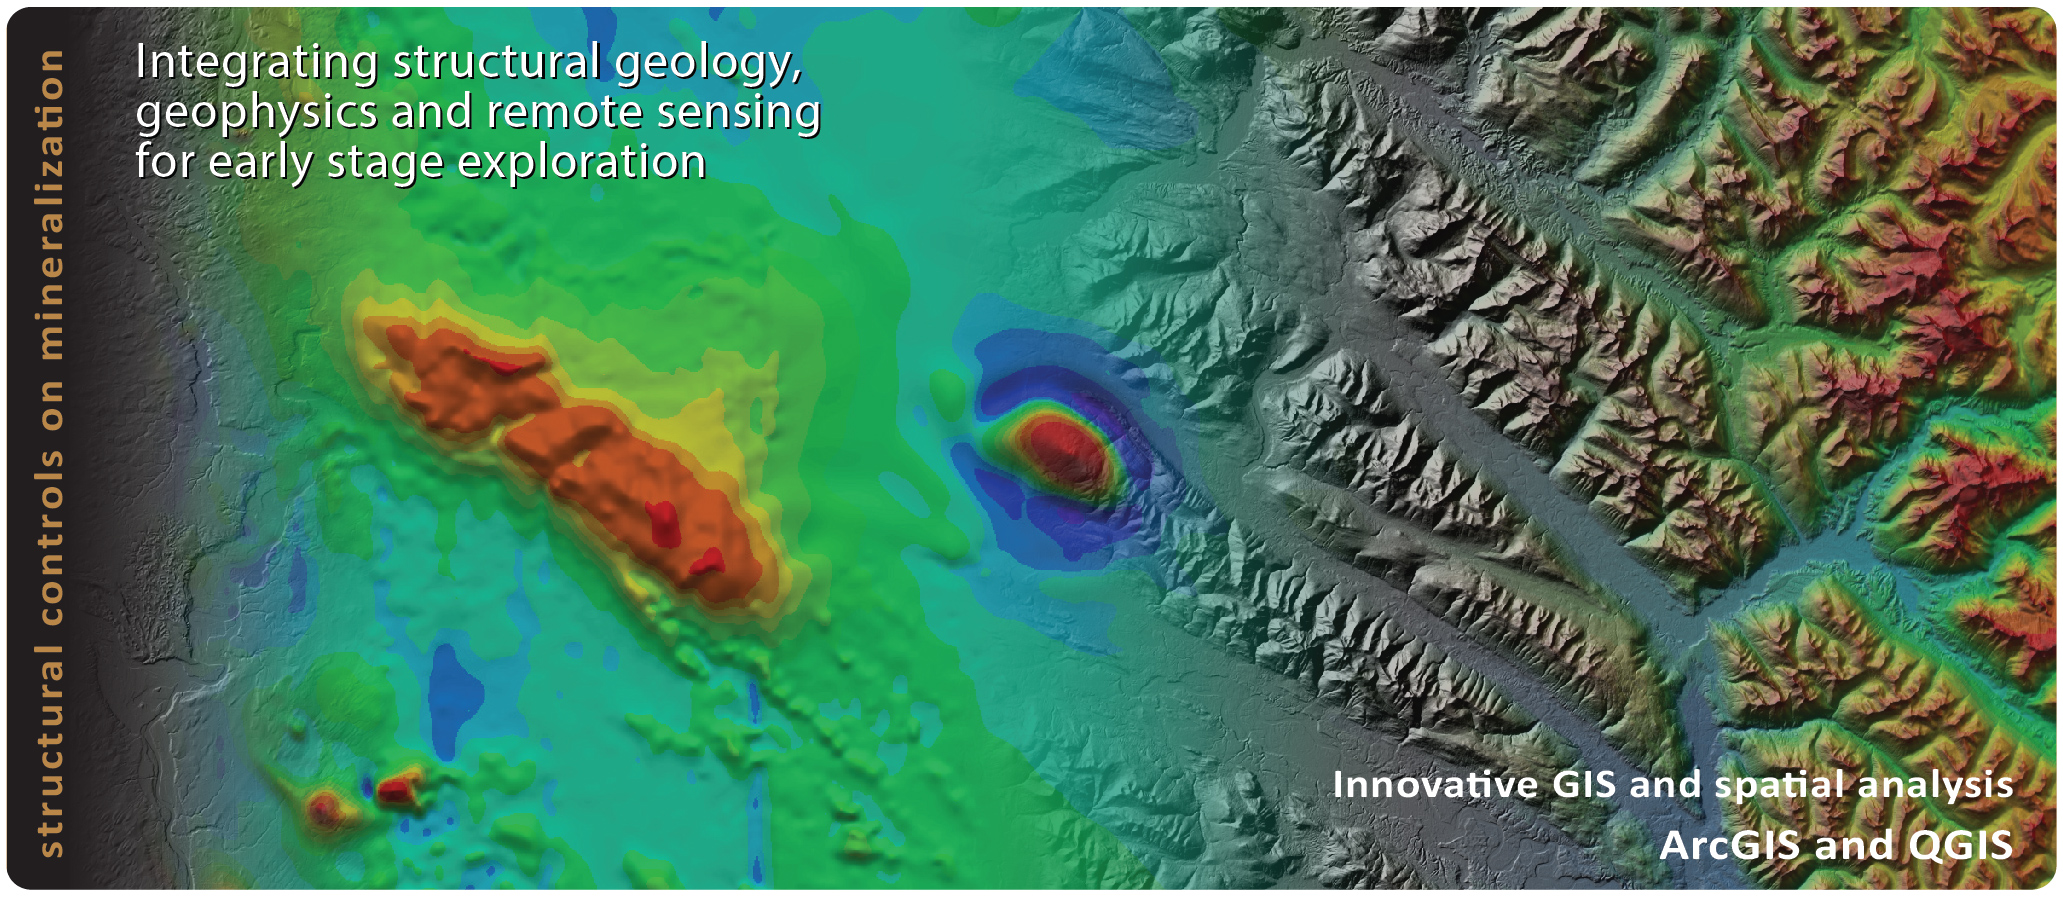 structural controls on mineralization
Integrating structural geology,
geophysics and remote sensing
for early stage exploration
Innovative GIS and spatial analysis
ArcGIS and QGIS